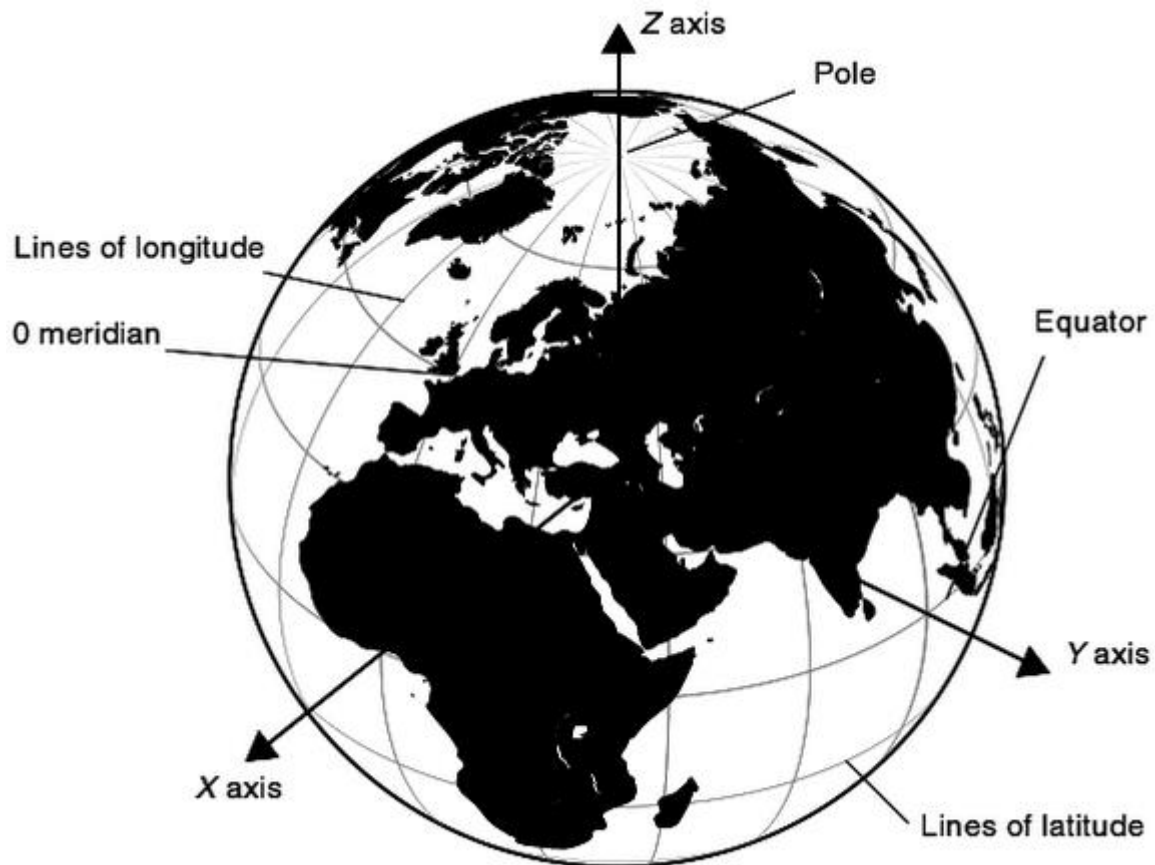 Z axis
Pole
Lines of longitude
0 meridian
Equator
Y axis
X axis
Lines of latitude